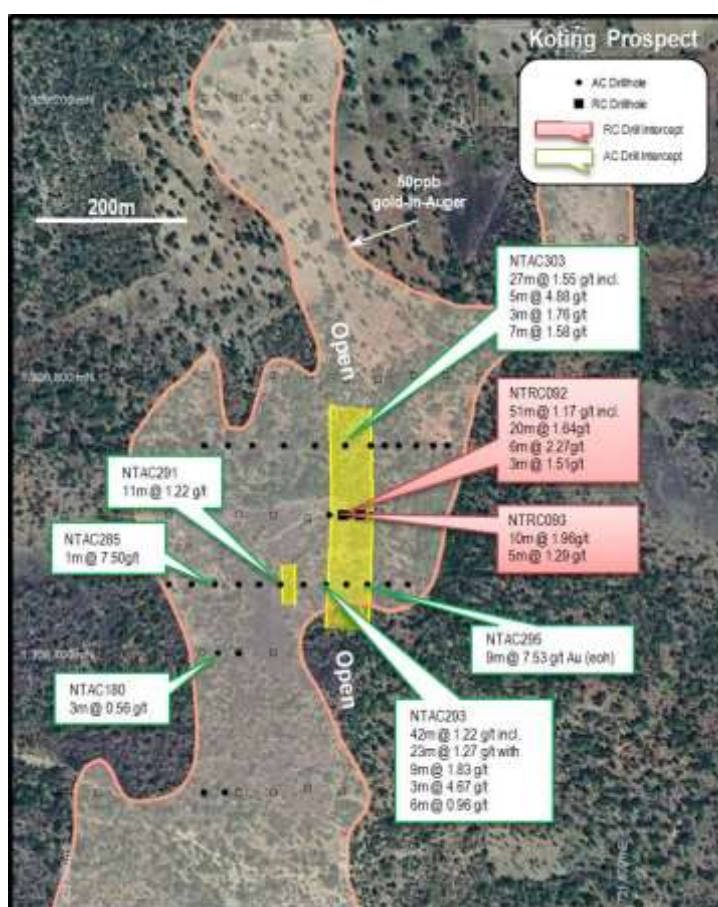 Koting Prospect
AC Drillhole
RC Drillhole
RC Drill Intercept
AC Drill Intercept
50ppb
gold-in-Auger
200m
NTAC303
27m @ 1.55 g/t incl.
5m @ 4.88 g/t
3m @ 1.76 g/t
7m @ 1.58 g/t
Open
NTRC092
51m @ 1.17 g/t incl.
20m @ 1.64g/t
6m @ 2.27g/t
3m @ 1.51g/t
NTAC291
11m @ 1.22 g/t
NTRC093
10m @ 1.96g/t
5m @ 1.29 g/t
NTAC285
1m @ 7.50g/t
NTAC295
9m @ 7.53 g/t Au (eoh)
Open
NTAC180
3m @ 0.56 g/t
NTAC293
42m @ 1.22 g/t incl.
23m @ 1.27 g/t with
9m @ 1.83 g/t
3m @ 4.67 g/t
6m @ 0.96 g/t